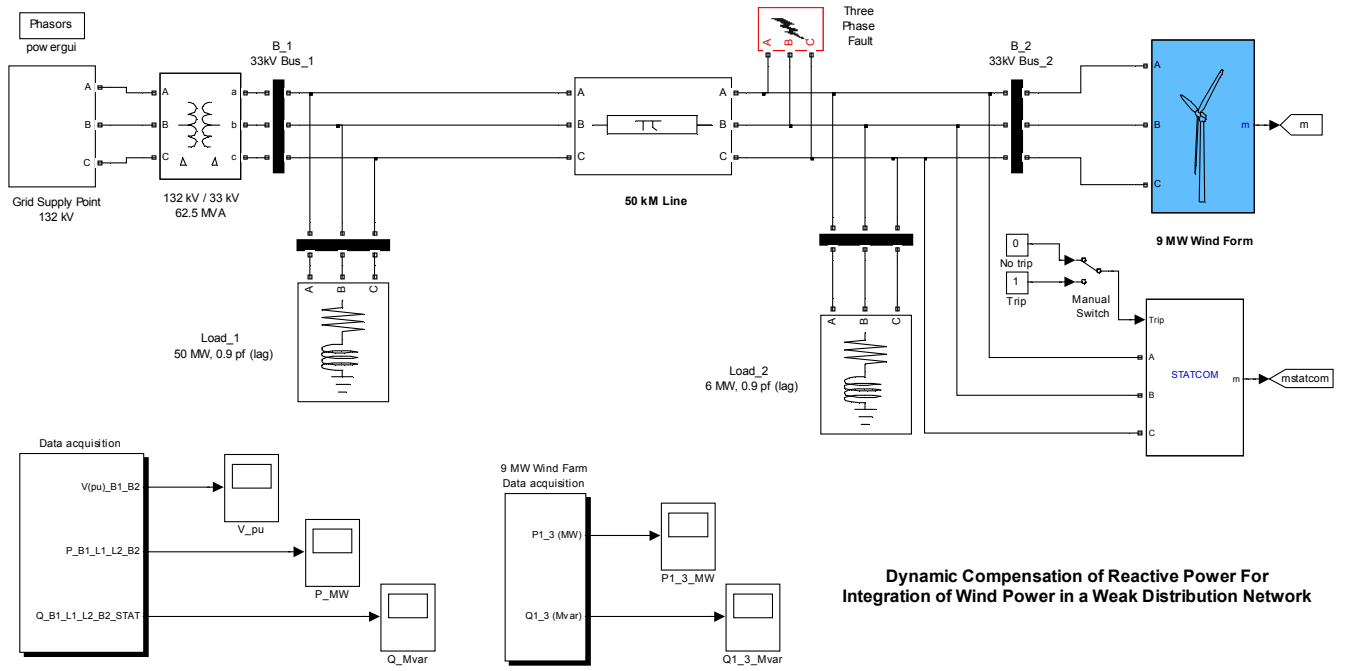 Phasors
powergui
Three
Phase
Fault
A B C
B_1
33kV Bus_1
B_2
33kV Bus_2
A
B
C
A
B
C
a
b
c
A
B
C
A
B
C
A
B
C
m
m
Grid Supply Point
132 kV
132 kV / 33 kV
62.5 MVA
50 kM Line
9 MW Wind Form
A B C
Load_1
50 MW, 0.9 pf (lag)
A B C
Load_2
6 MW, 0.9 pf (lag)
0
No trip
1
Trip
Manual
Switch
Trip
A
B
C
STATCOM
m
mstatcom
Data acquisition
V(pu)_B1_B2
P_B1_L1_L2_B2
Q_B1_L1_L2_B2_STAT
V_pu
P_MW
Q_Mvar
9 MW Wind Farm
Data acquisition
P1_3 (MW)
Q1_3 (Mvar)
P1_3_MW
Q1_3_Mvar
Dynamic Compensation of Reactive Power For
Integration of Wind Power in a Weak Distribution Network